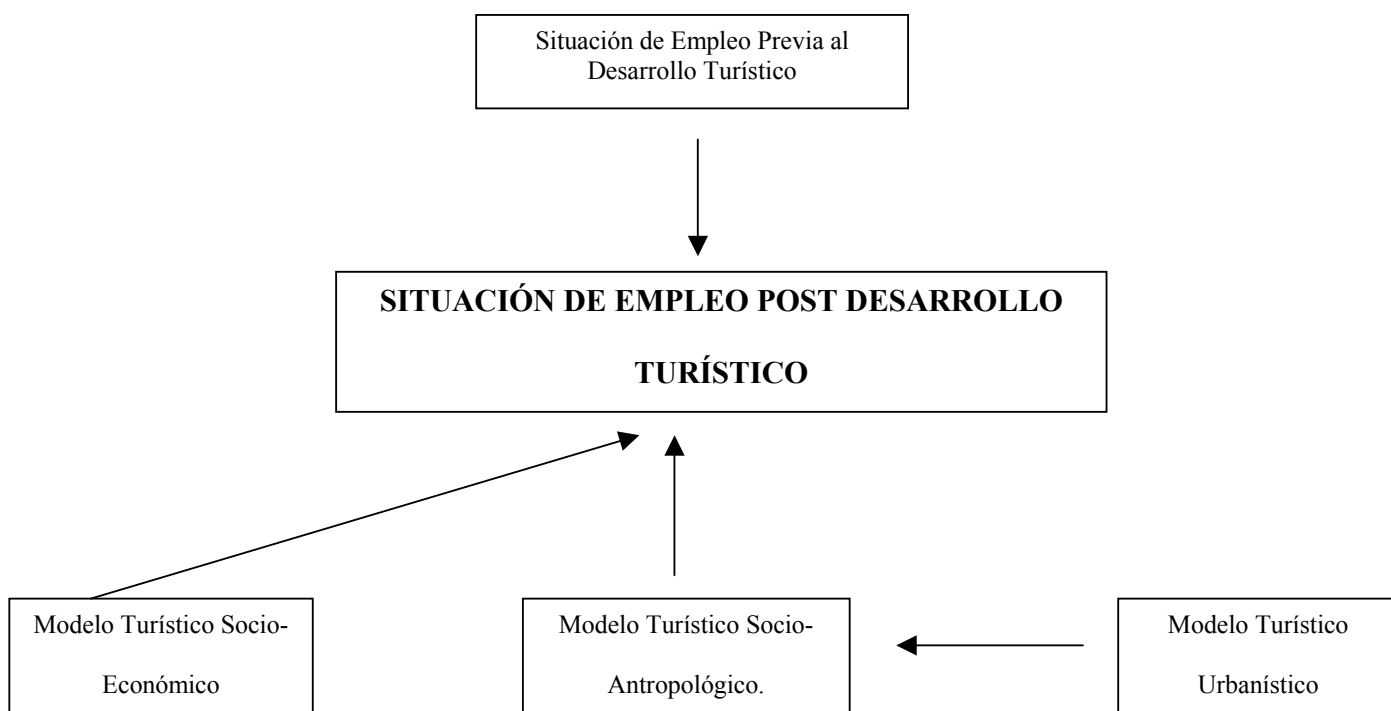 Situación de Empleo Previa al
Desarrollo Turístico
SITUACIÓN DE EMPLEO POST DESARROLLO
TURÍSTICO
Modelo Turístico Socio-
Económico
Modelo Turístico Socio-
Antropológico.
Modelo Turístico
Urbanístico